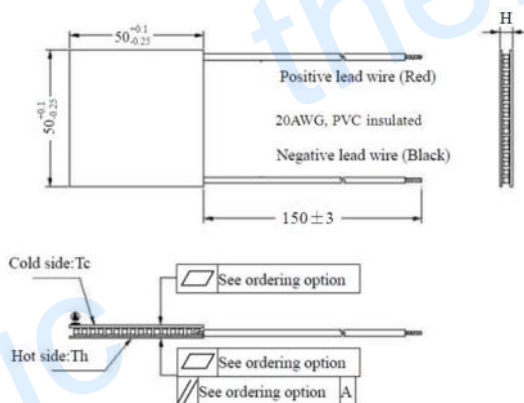 50 +0.1 -0.25
H
50 +0.1 -0.25
Positive lead wire (Red)
20AWG, PVC insulated
Negative lead wire (Black)
150±3
Cold side:Tc
See ordering option
Hot side:Th
See ordering option
See ordering option A